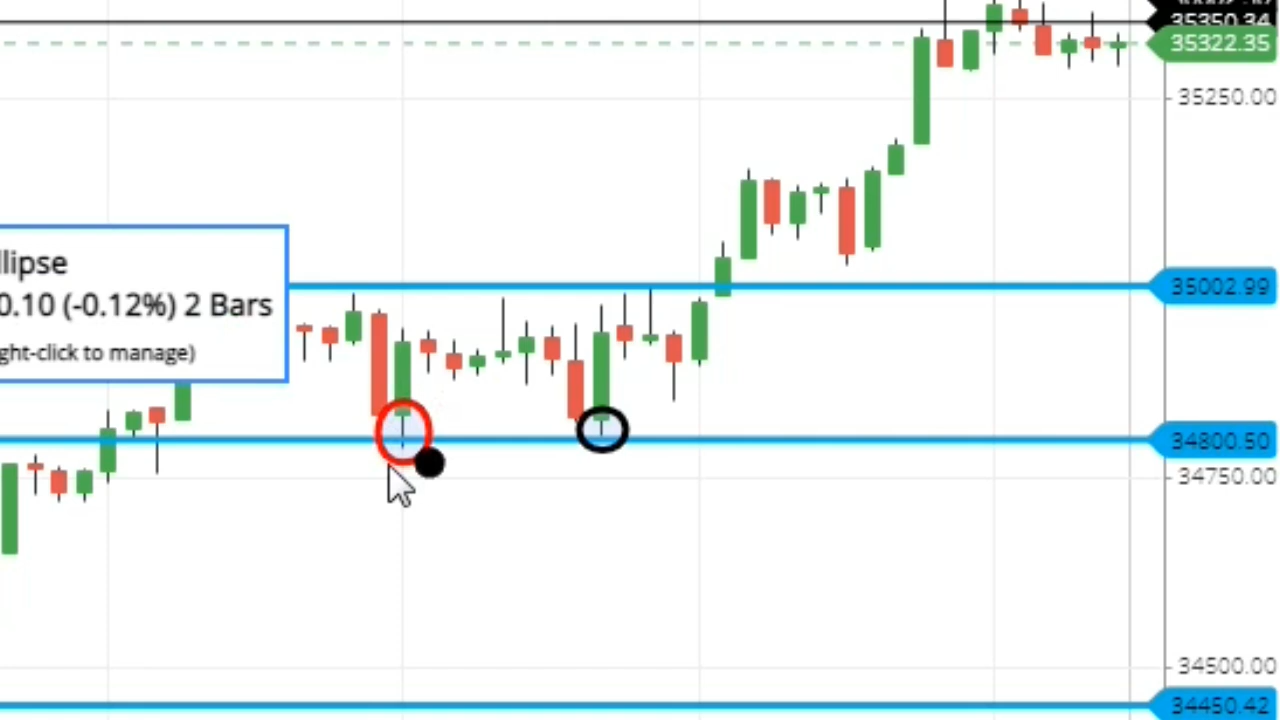 35350.34
35322.35
35250.00
llipse
0.10 (-0.12%) 2 Bars
ght-click to manage)
35002.99
34800.50
34750.00
34500.00
34450.42